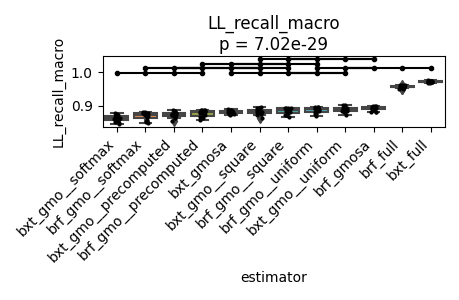 LL_recall_macro
p = 7.02e-29
LL_recall_macro
1.0
0.9
bxt_gmo__softmax
brf_gmo__softmax
bxt_gmo__precomputed
brf_gmo__precomputed
bxt_gmosa
bxt_gmo__square
brf_gmo__square
brf_gmo__uniform
bxt_gmo__uniform
brf_gmosa
brf_full
bxt_full
estimator